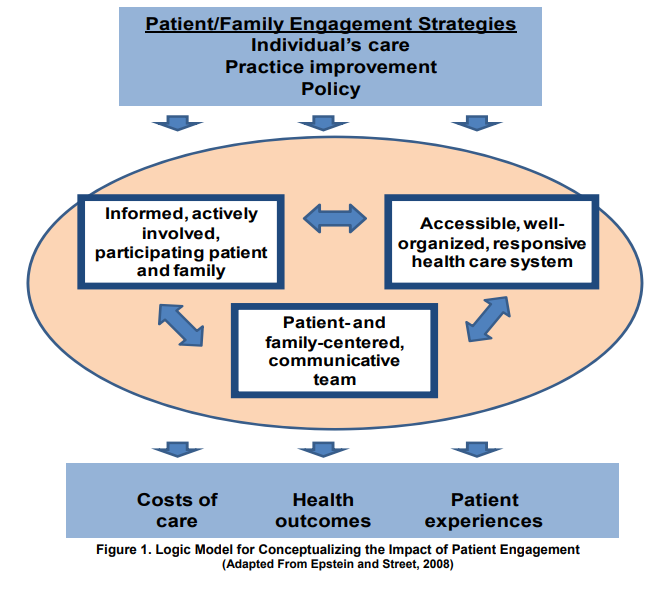 Patient/Family Engagement Strategies
Individual's care
Practice improvement
Policy
Informed, actively
involved,
participating patient
and family
Accessible, well-
organized, responsive
health care system
Patient- and
family-centered,
communicative
team
Costs of
care
Health
outcomes
Patient
experiences
Figure 1. Logic Model for Conceptualizing the Impact of Patient Engagement
(Adapted From Epstein and Street, 2008)